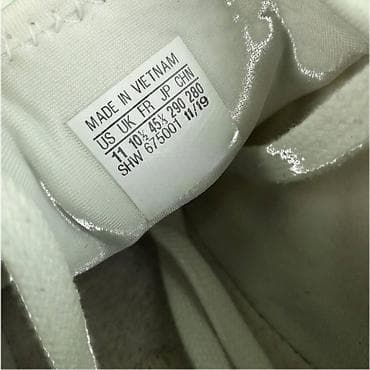 MADE IN VIETNAM
US UK FR JP CHN
11 10½ 45⅓ 290 280
SHW 675001 11/19